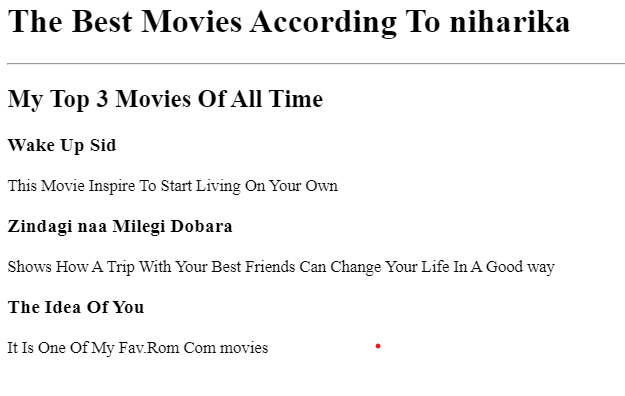 The Best Movies According To niharika
My Top 3 Movies Of All Time
Wake Up Sid
This Movie Inspire To Start Living On Your Own
Zindagi naa Milegi Dobara
Shows How A Trip With Your Best Friends Can Change Your Life In A Good way
The Idea Of You
It Is One Of My Fav.Rom Com movies